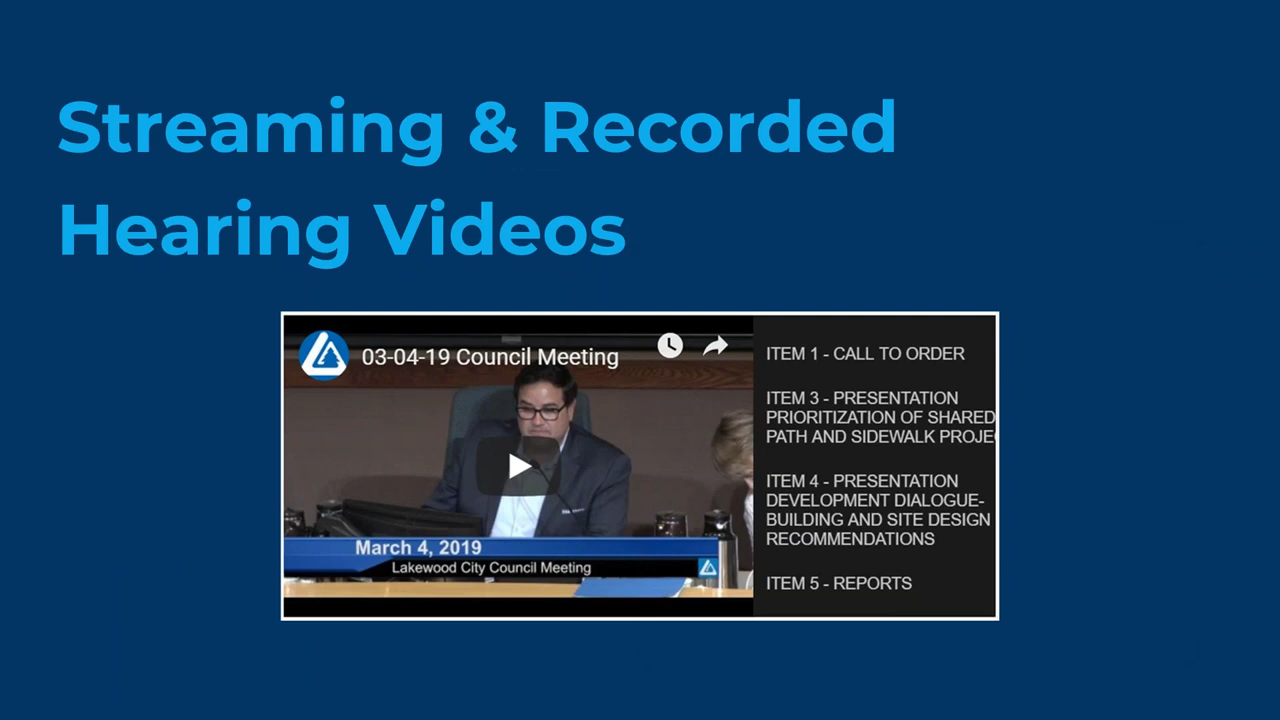 Streaming & Recorded
Hearing Videos
03-04-19 Council Meeting
March 4, 2019
Lakewood City Council Meeting
ITEM 1 - CALL TO ORDER
ITEM 3 - PRESENTATION
PRIORITIZATION OF SHARED
PATH AND SIDEWALK PROJE
ITEM 4 - PRESENTATION
DEVELOPMENT DIALOGUE-
BUILDING AND SITE DESIGN
RECOMMENDATIONS
ITEM 5 - REPORTS